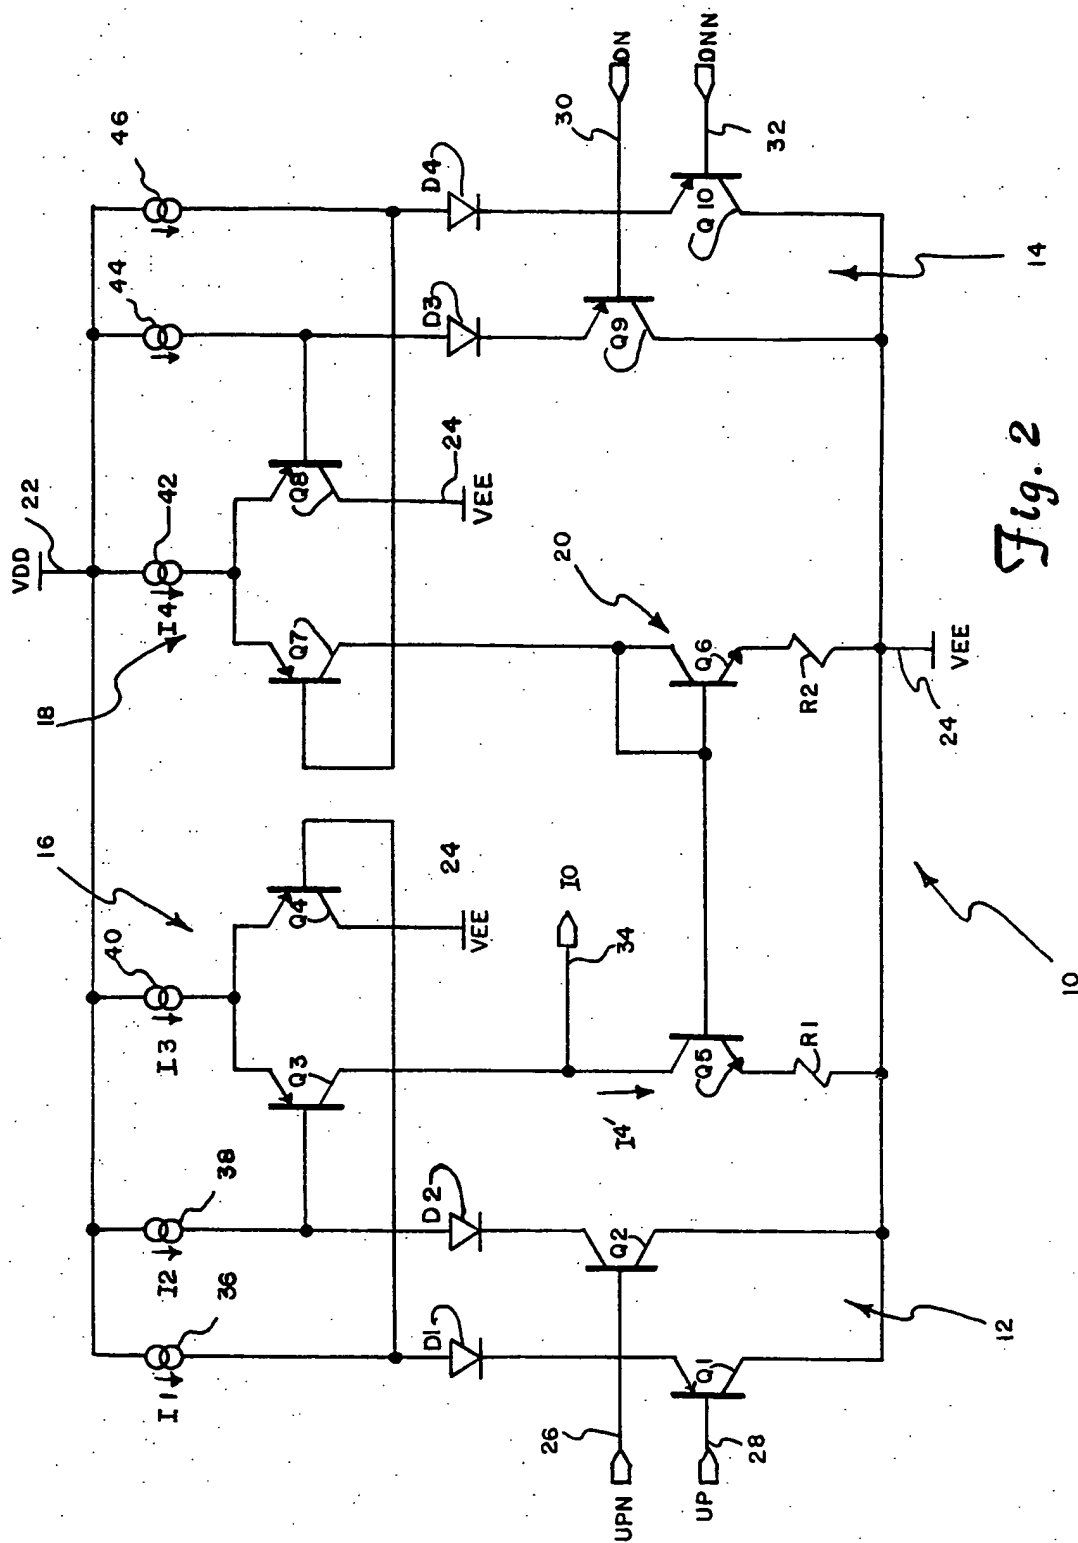 VDD
22
16
18
I1
36
I2
38
I3
40
I4
42
44
46
Q3
Q4
Q7
Q8
24
VEE
24
VEE
D1
D2
D3
D4
I0
34
20
30
DN
UPN
26
Q2
I4'
Q5
Q6
Q9
UP
28
Q1
Q10
32
DNN
R1
R2
24
VEE
12
10
14
Fig. 2